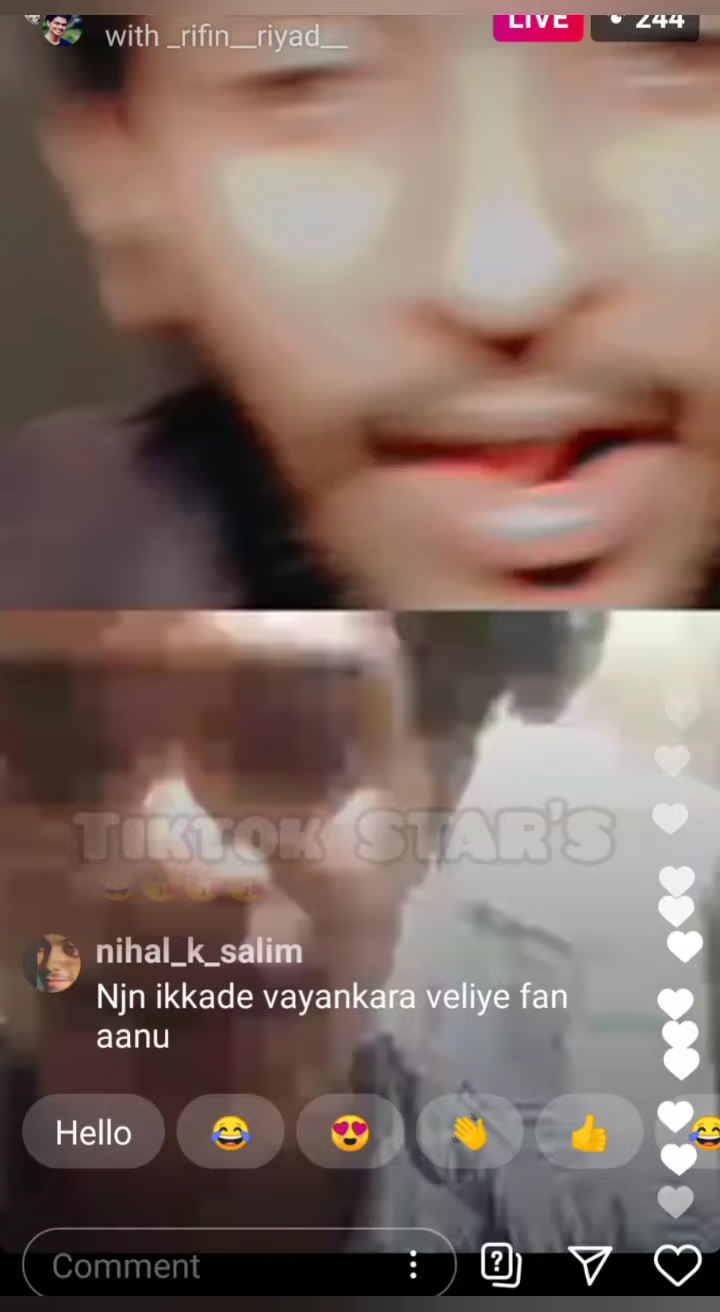 with _rifin__riyad__
LIVE
244
TIKTOK STAR'S
nihal_k_salim
Njn ikkade vayankara veliye fan
aanu
Hello
Comment